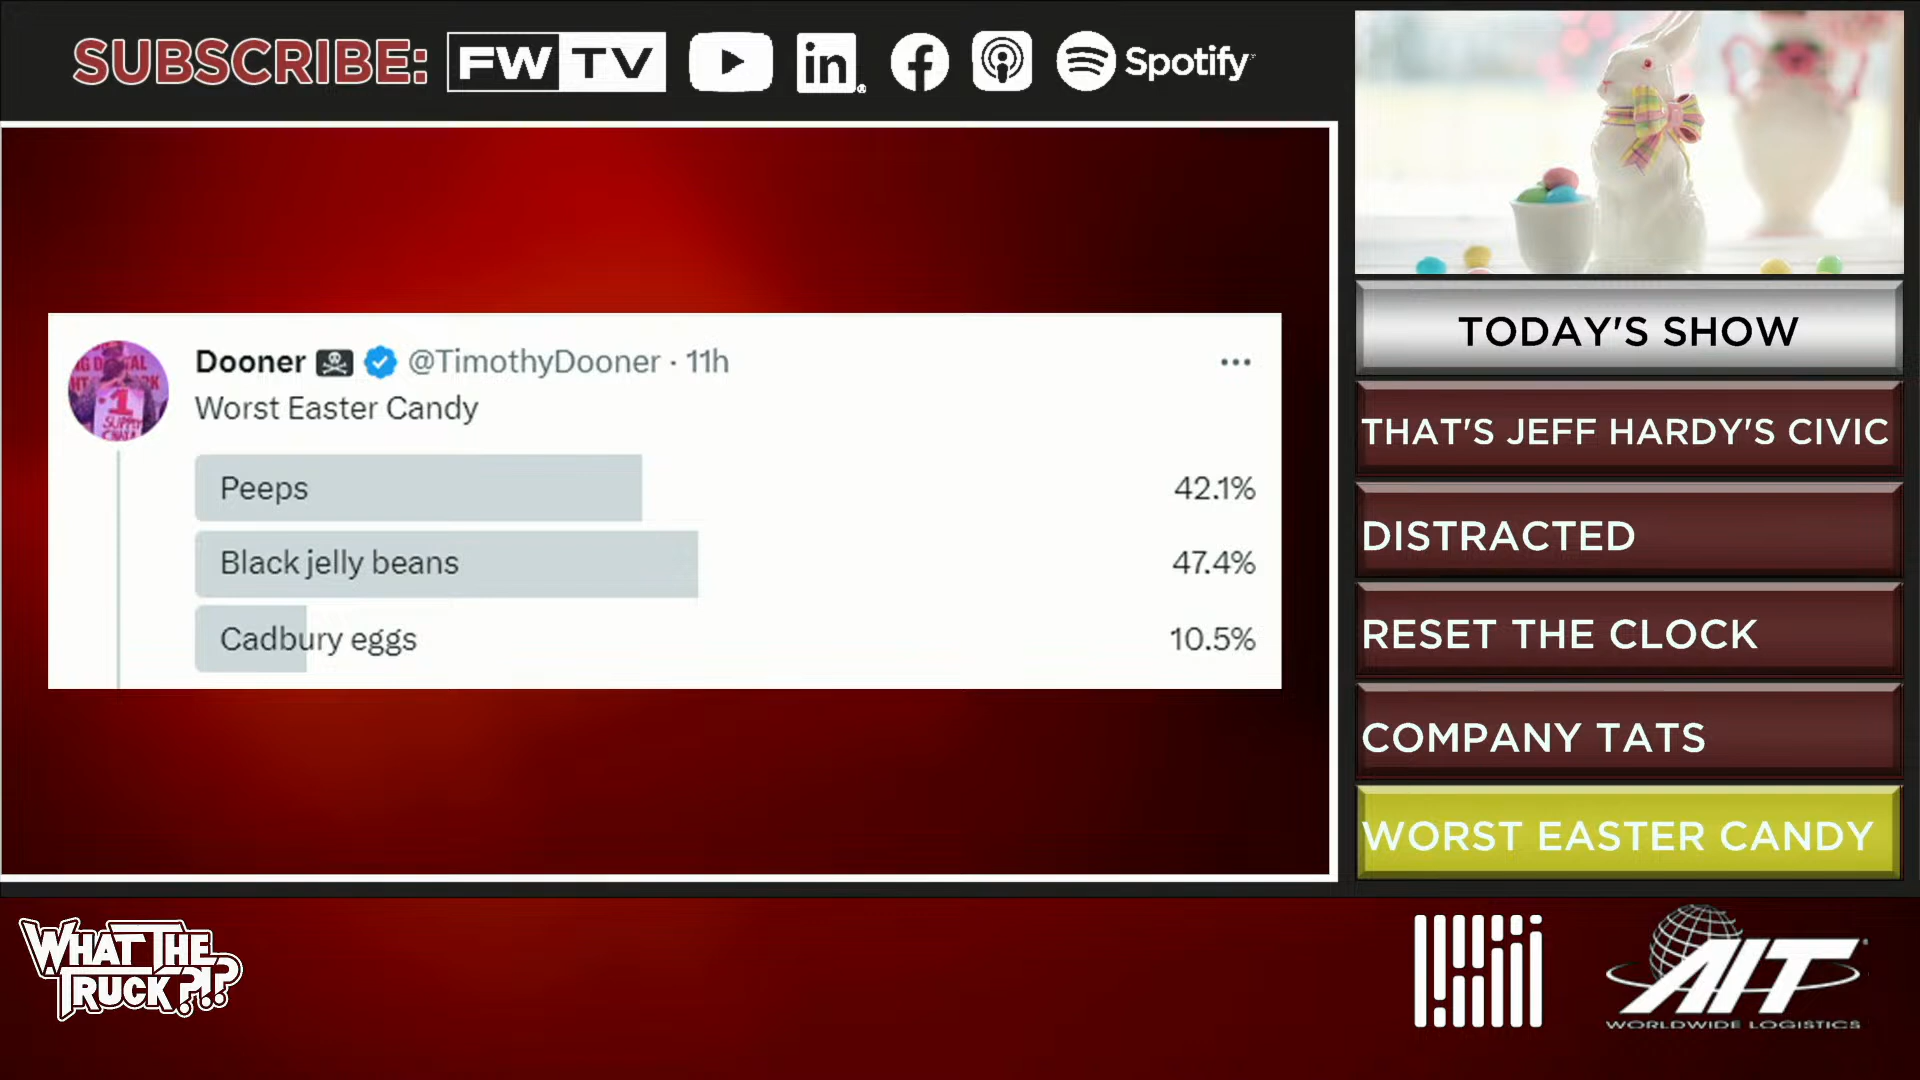 SUBSCRIBE: FW TV in Spotify
Dooner @TimothyDooner · 11h
Worst Easter Candy
Peeps 42.1%
Black jelly beans 47.4%
Cadbury eggs 10.5%
TODAY'S SHOW
THAT'S JEFF HARDY'S CIVIC
DISTRACTED
RESET THE CLOCK
COMPANY TATS
WORST EASTER CANDY
WHAT THE
TRUCK?!?
AIT
WORLDWIDE LOGISTICS